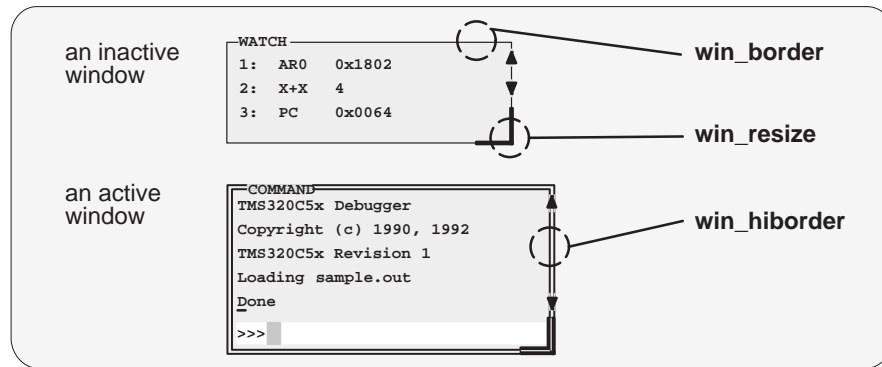 an inactive
window
WATCH
1: AR0 0x1802
2: X+X 4
3: PC 0x0064
win_border
win_resize
an active
window
COMMAND
TMS320C5x Debugger
Copyright (c) 1990, 1992
TMS320C5x Revision 1
Loading sample.out
Done
>>>
win_hiborder